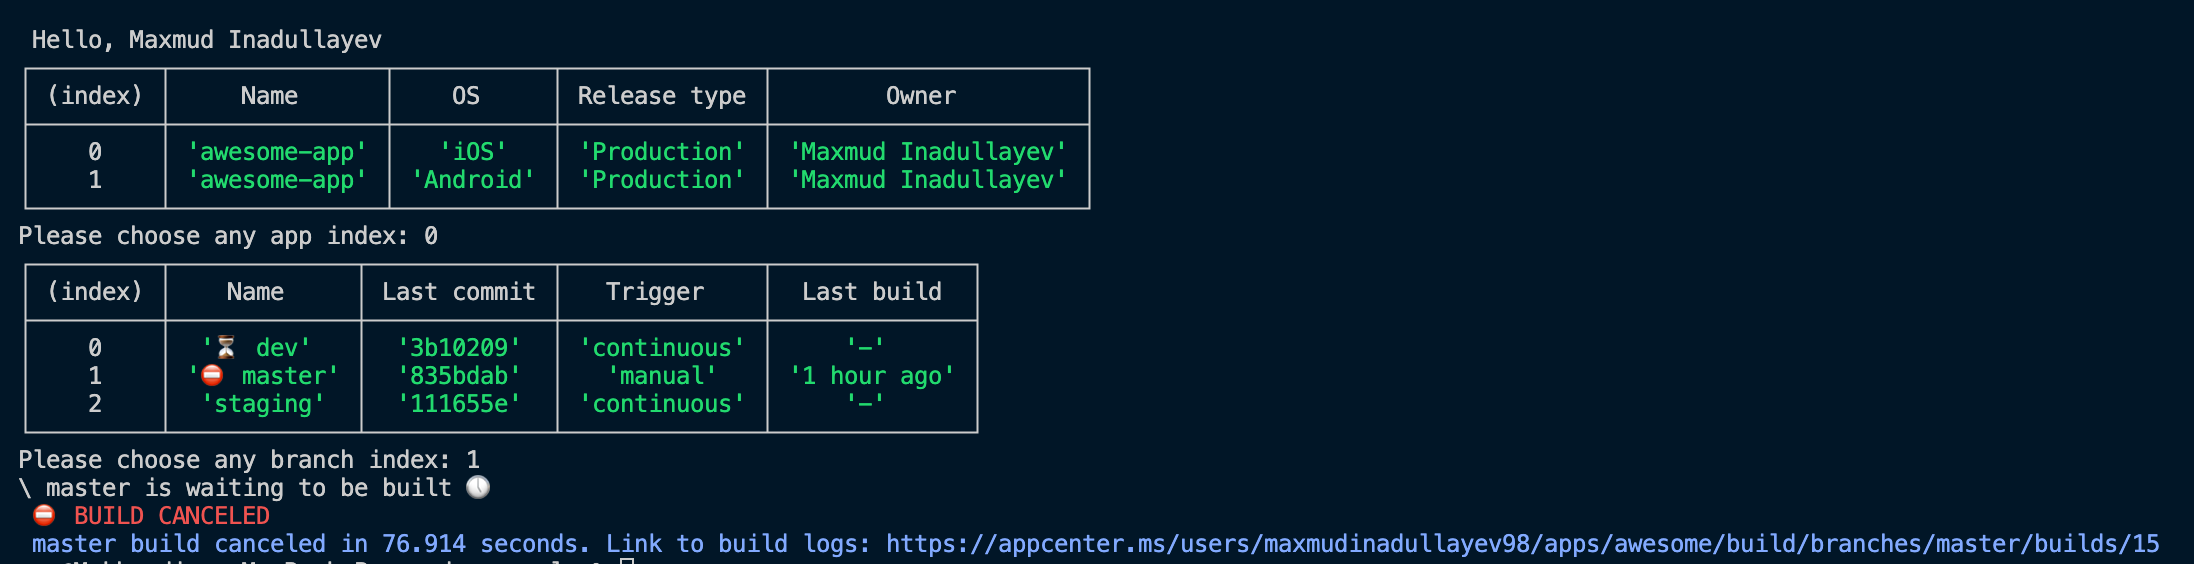 Hello, Maxmud Inadullayev
(index) Name OS Release type Owner
0 'awesome-app' 'iOS' 'Production' 'Maxmud Inadullayev'
1 'awesome-app' 'Android' 'Production' 'Maxmud Inadullayev'
Please choose any app index: 0
(index) Name Last commit Trigger Last build
0 '⏳ dev' '3b10209' 'continuous' '-'
1 '⛔ master' '835bdab' 'manual' '1 hour ago'
2 'staging' '111655e' 'continuous' '-'
Please choose any branch index: 1
\ master is waiting to be built 🕔
⛔ BUILD CANCELED
master build canceled in 76.914 seconds. Link to build logs: https://appcenter.ms/users/maxmudinadullayev98/apps/awesome/build/branches/master/builds/15